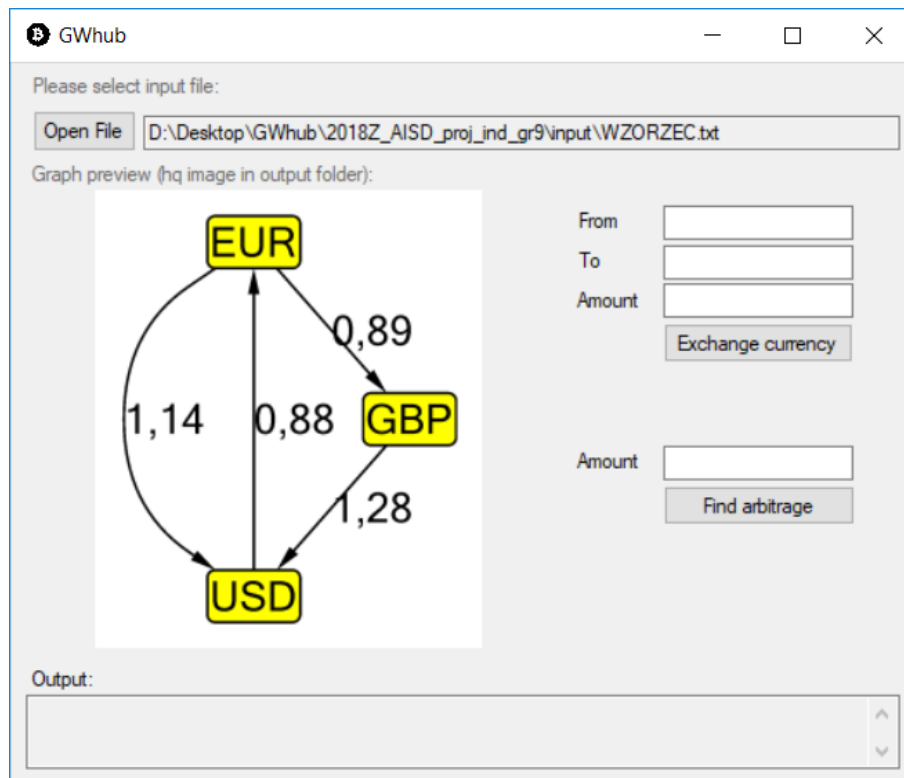 GWhub
Please select input file:
Open File D:\Desktop\GWhub\2018Z_AISD_proj_ind_gr9\input\WZORZEC.txt
Graph preview (hq image in output folder):
EUR
0,89
1,14
0,88
GBP
1,28
USD
From
To
Amount
Exchange currency
Amount
Find arbitrage
Output: